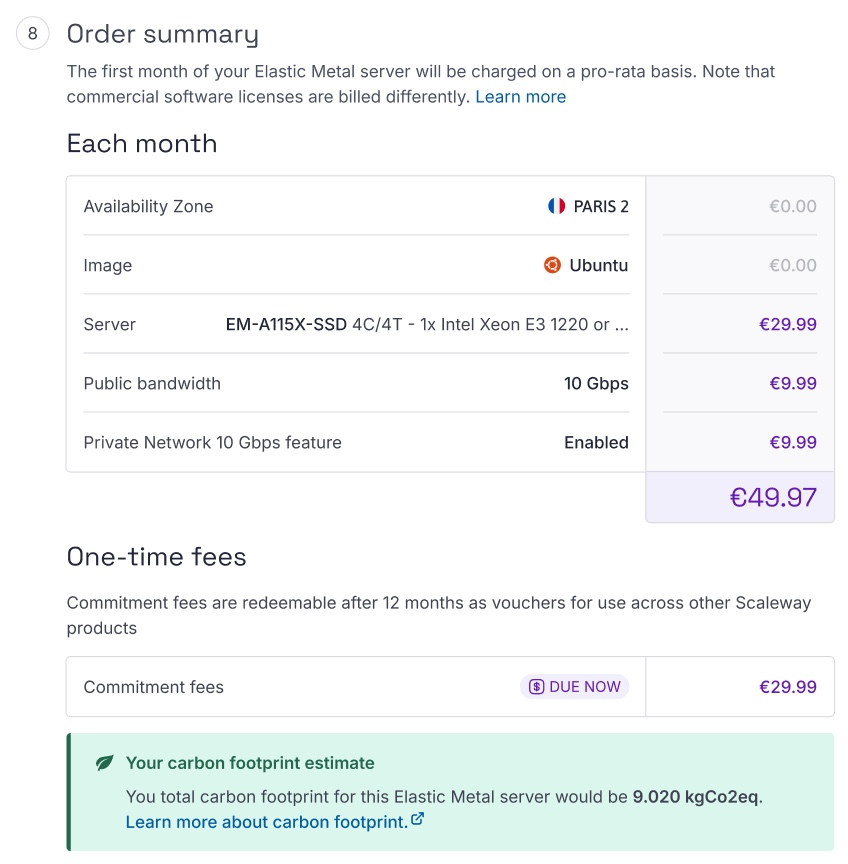 8
Order summary
The first month of your Elastic Metal server will be charged on a pro-rata basis. Note that
commercial software licenses are billed differently. Learn more
Each month
Availability Zone PARIS 2 €0.00
Image Ubuntu €0.00
Server EM-A115X-SSD 4C/4T - 1x Intel Xeon E3 1220 or ... €29.99
Public bandwidth 10 Gbps €9.99
Private Network 10 Gbps feature Enabled €9.99
€49.97
One-time fees
Commitment fees are redeemable after 12 months as vouchers for use across other Scaleway
products
Commitment fees $ DUE NOW €29.99
Your carbon footprint estimate
You total carbon footprint for this Elastic Metal server would be 9.020 kgCo2eq.
Learn more about carbon footprint.